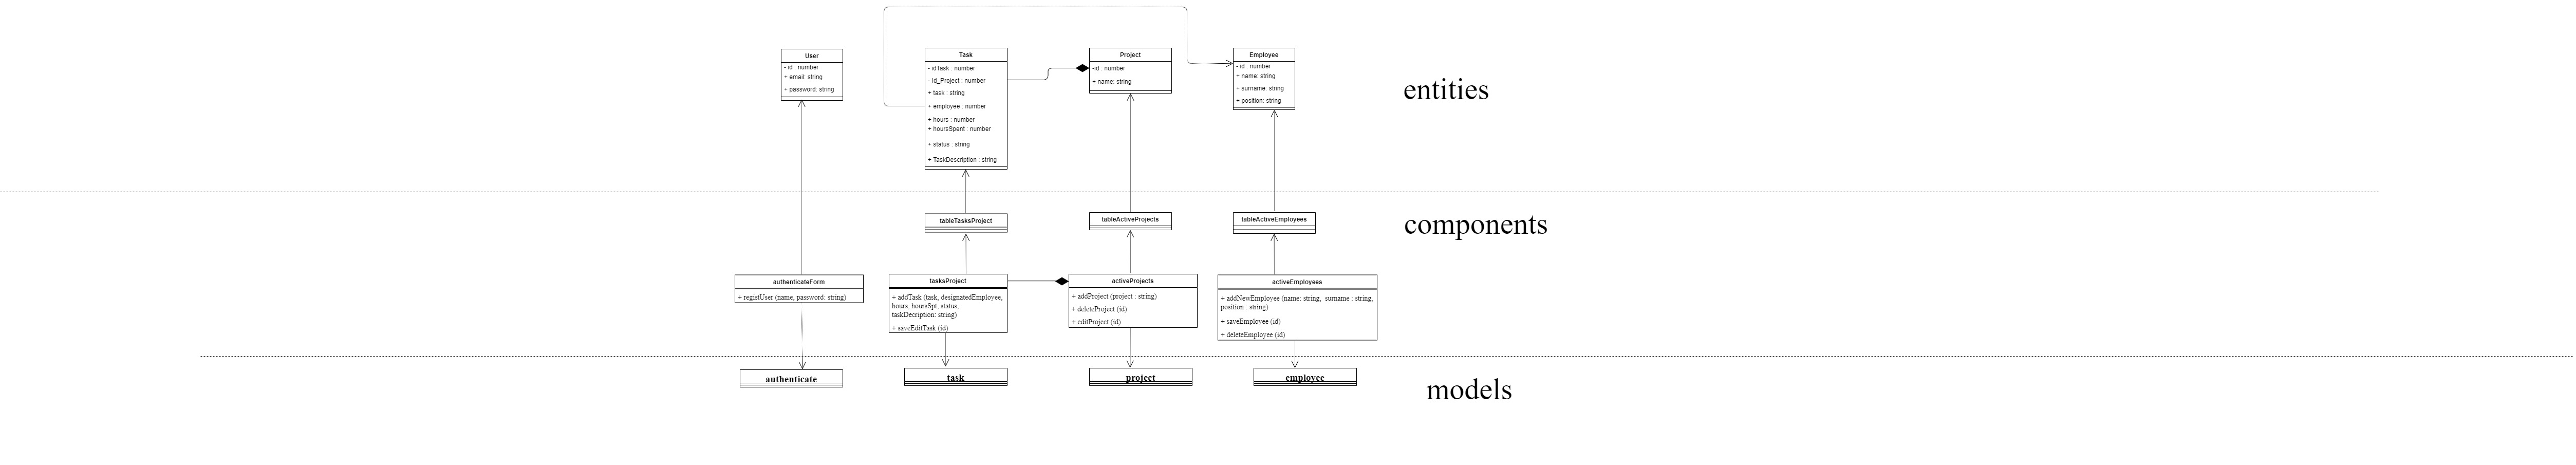 User
- id : number
+ email: string
+ password: string
Task
- idTask : number
- id_Project : number
+ task : string
+ employee : number
+ hours : number
+ hoursSpent : number
+ status : string
+ TaskDescription : string
Project
-id : number
+ name: string
Employee
- id : number
+ name: string
+ surname: string
+ position: string
entities
tableTasksProject
tableActiveProjects
tableActiveEmployees
components
authenticateForm
+ registUser (name, password: string)
tasksProject
+ addTask (task, designatedEmployee,
hours, hoursSpt, status,
taskDecription: string)
+ saveEditTask (id)
activeProjects
+ addProject (project : string)
+ deleteProject (id)
+ editProject (id)
activeEmployees
+ addNewEmployee (name: string, surname : string,
position : string)
+ saveEmployee (id)
+ deleteEmployee (id)
authenticate
task
project
employee
models